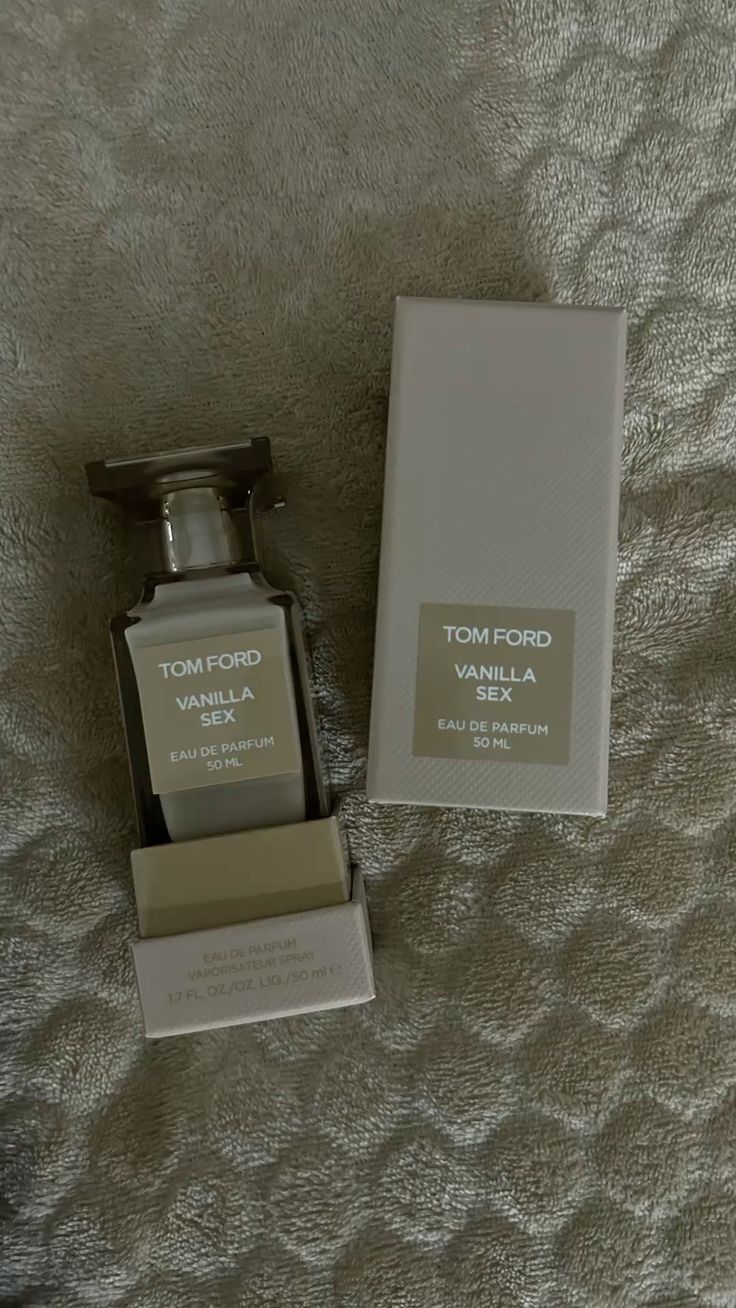 TOM FORD
VANILLA
SEX
EAU DE PARFUM
50 ML
EAU DE PARFUM
VAPORISATEUR SPRAY
1.7 FL. OZ./OZ. LIQ./50 ml ℮
TOM FORD
VANILLA
SEX
EAU DE PARFUM
50 ML